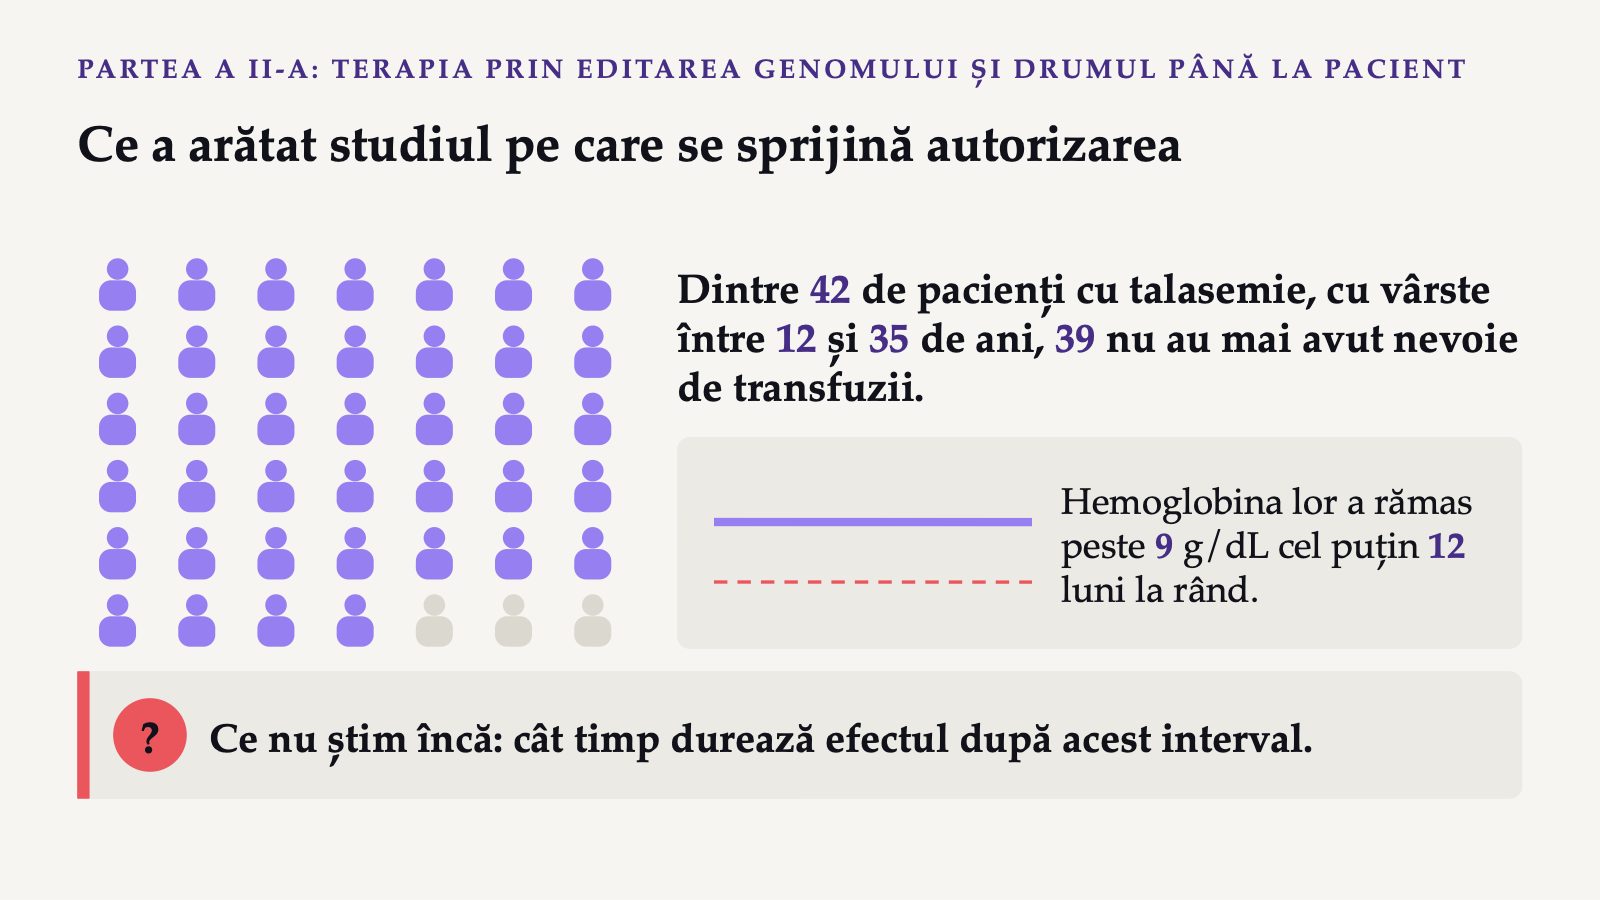 PARTEA A II-A: TERAPIA PRIN EDITAREA GENOMULUI ȘI DRUMUL PÂNĂ LA PACIENT
Ce a arătat studiul pe care se sprijină autorizarea
Dintre 42 de pacienți cu talasemie, cu vârste
între 12 și 35 de ani, 39 nu au mai avut nevoie
de transfuzii.
Hemoglobina lor a rămas
peste 9 g/dL cel puțin 12
luni la rând.
?
Ce nu știm încă: cât timp durează efectul după acest interval.